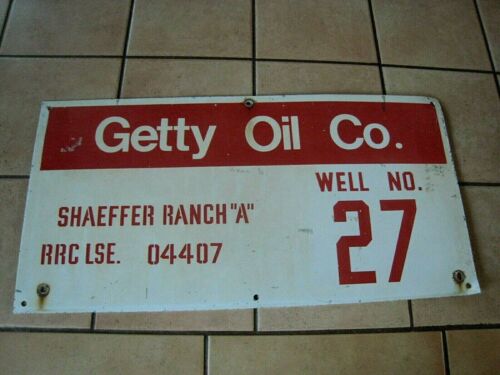 Getty Oil Co.
WELL NO.
27
SHAEFFER RANCH "A"
RRC LSE. 04407